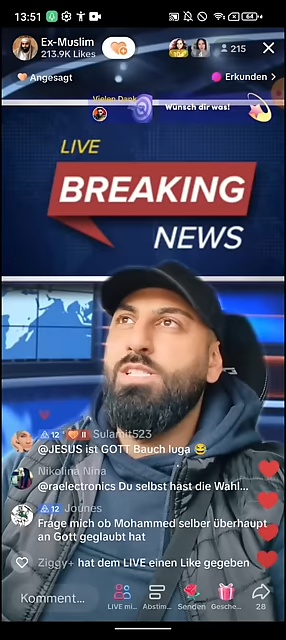 13:51
64
Ex-Muslim
213.9K Likes
215
Angesagt
Erkunden
Vielen Dank
Wünsch dir was!
LIVE
BREAKING
NEWS
12
II
Sulamit523
@JESUS ist GOTT Bauch luga 😂
Nikolina Nina
@raelectronics Du selbst hast die Wahl...
12
Jounes
Frage mich ob Mohammed selber überhaupt
an Gott geglaubt hat
Ziggy+ hat dem LIVE einen Like gegeben
Komment...
LIVE mi...
Abstim...
Senden
Gesche...
28